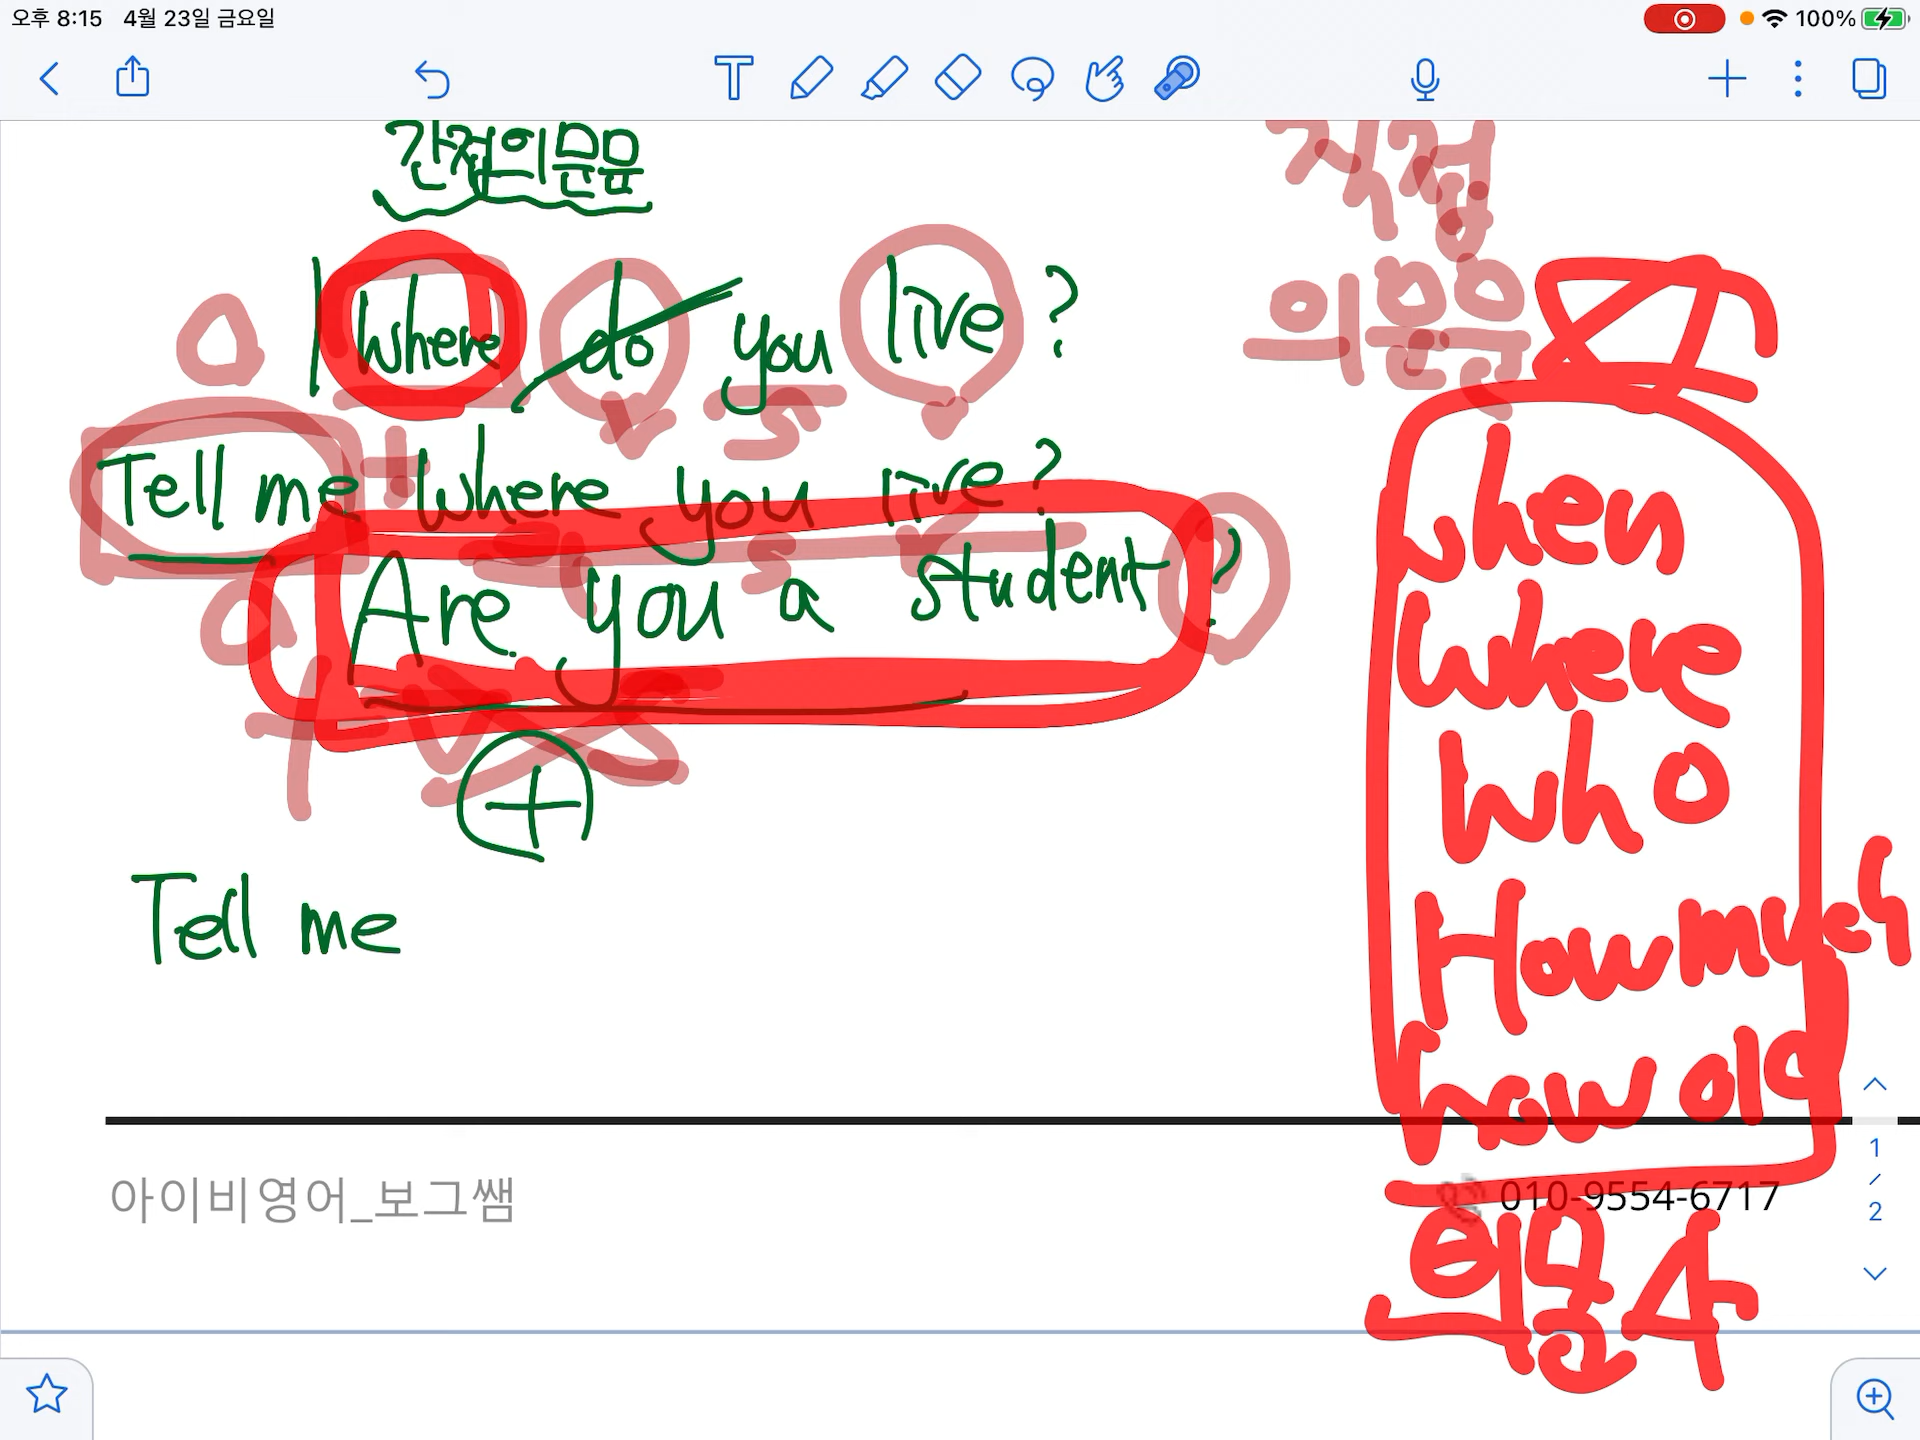 오후 8:15 4월 23일 금요일
100%
간접의문문
직접
의문문
where do you live?
O
V S V
Tell me + where you live?
S V
Are you a student?
Tell me
when
where
who
How much
how old
의문사
아이비영어_보그쌤
010-9554-6717
1
/
2